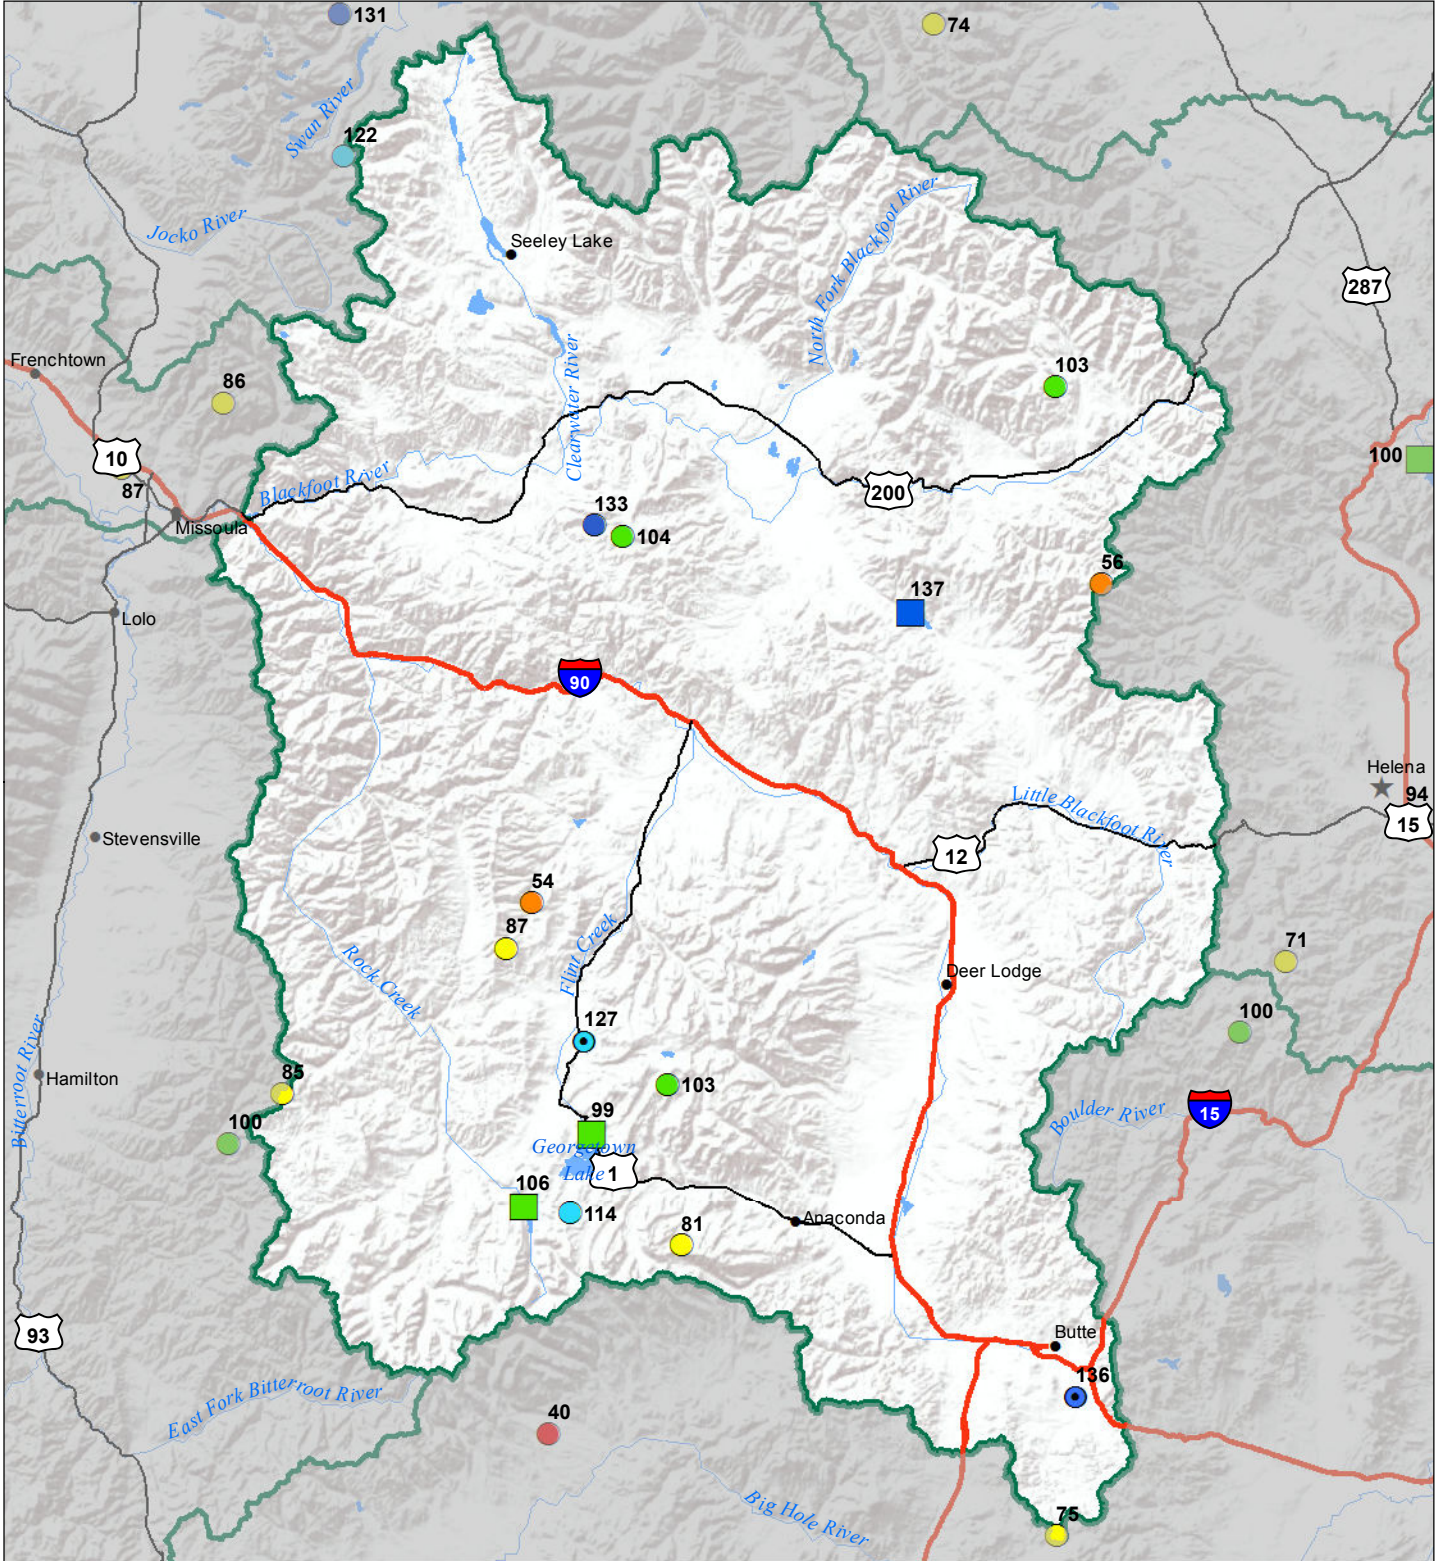 131
74
Swan River
122
Jocko River
North Fork Blackfoot River
Seeley Lake
287
Frenchtown
86
Clearwater River
103
10
87
100
Blackfoot River
200
Missoula
133
104
56
137
Lolo
90
Helena
94
15
Little Blackfoot River
Stevensville
12
54
87
Flint Creek
71
Rock Creek
Deer Lodge
100
127
Bitterroot River
Hamilton
85
103
99
100
Boulder River
15
Georgetown
Lake
1
106
114
81
Anaconda
93
Butte
136
East Fork Bitterroot River
40
Big Hole River
75